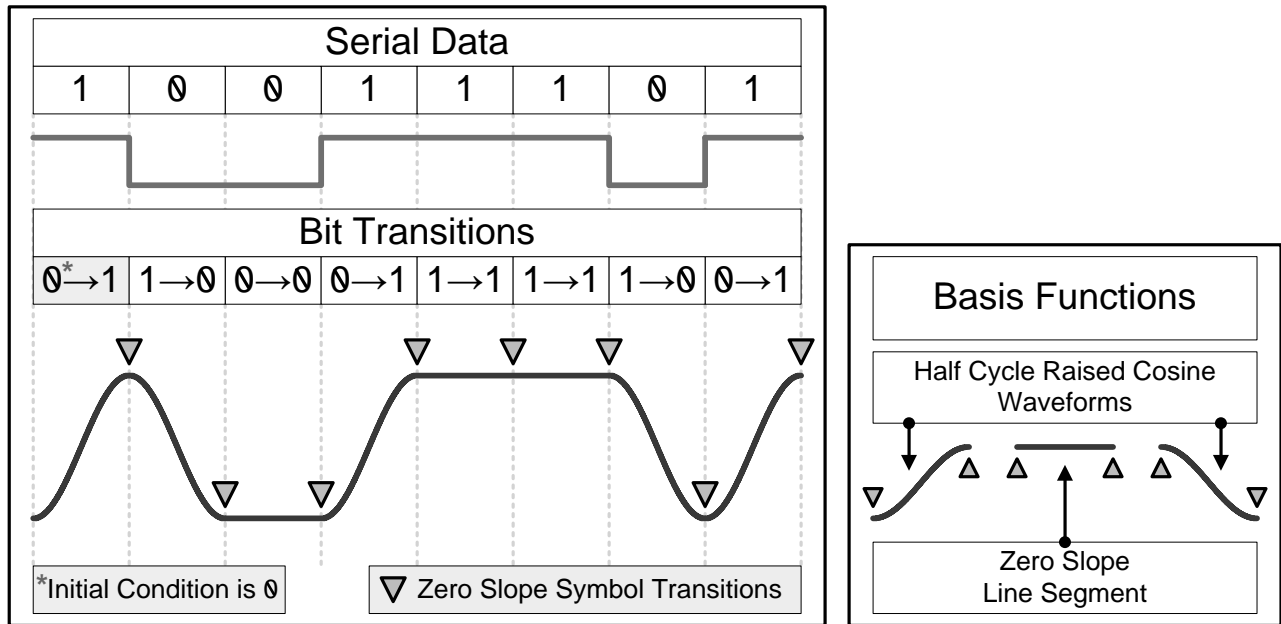 Serial Data
1 0 0 1 1 1 0 1
Bit Transitions
0*→1 1→0 0→0 0→1 1→1 1→1 1→0 0→1
*Initial Condition is 0
Zero Slope Symbol Transitions
Basis Functions
Half Cycle Raised Cosine
Waveforms
Zero Slope
Line Segment